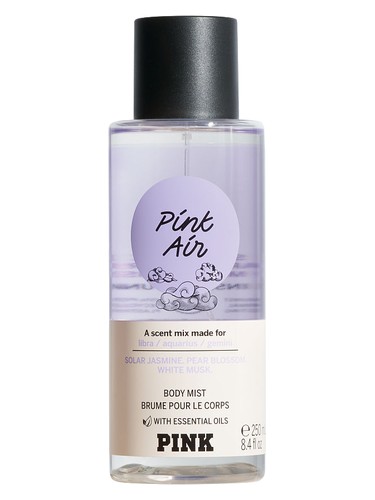 Pink
Air
A scent mix made for
libra / aquarius / gemini
SOLAR JASMINE, PEAR BLOSSOM,
WHITE MUSK
BODY MIST
BRUME POUR LE CORPS
WITH ESSENTIAL OILS
PINK
℮ 250 m
8.4 fl oz